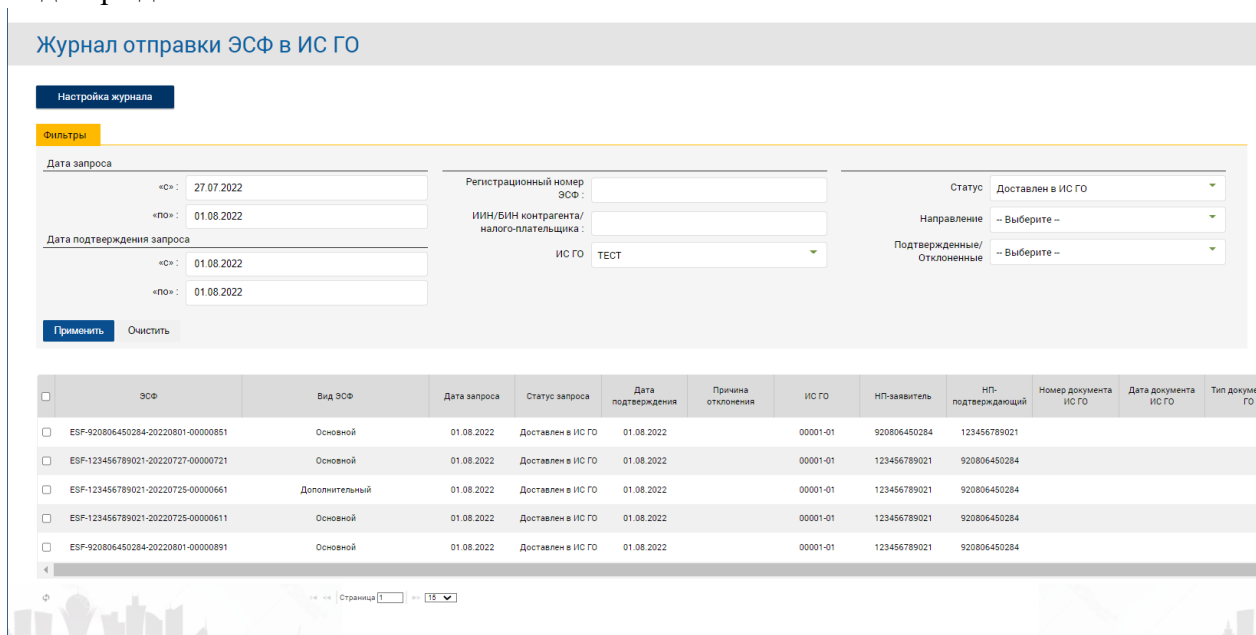 Журнал отправки ЭСФ в ИС ГО
Настройка журнала
Фильтры
Дата запроса
«с» : 27.07.2022
«по» : 01.08.2022
Дата подтверждения запроса
«с» : 01.08.2022
«по» : 01.08.2022
Регистрационный номер
ЭСФ :
ИИН/БИН контрагента/
налого-плательщика :
ИС ГО ТЕСТ
Статус Доставлен в ИС ГО
Направление -- Выберите --
Подтвержденные/
Отклоненные -- Выберите --
Применить Очистить
ЭСФ Вид ЭСФ Дата запроса Статус запроса Дата подтверждения Причина отклонения ИС ГО НП-заявитель НП-подтверждающий Номер документа ИС ГО Дата документа ИС ГО Тип ГО
ESF-920806450284-20220801-00000851 Основной 01.08.2022 Доставлен в ИС ГО 01.08.2022 00001-01 920806450284 123456789021
ESF-123456789021-20220727-00000721 Основной 01.08.2022 Доставлен в ИС ГО 01.08.2022 00001-01 123456789021 920806450284
ESF-123456789021-20220725-00000661 Дополнительный 01.08.2022 Доставлен в ИС ГО 01.08.2022 00001-01 123456789021 920806450284
ESF-123456789021-20220725-00000611 Основной 01.08.2022 Доставлен в ИС ГО 01.08.2022 00001-01 123456789021 920806450284
ESF-920806450284-20220801-00000891 Основной 01.08.2022 Доставлен в ИС ГО 01.08.2022 00001-01 123456789021 920806450284
Страница 1 15